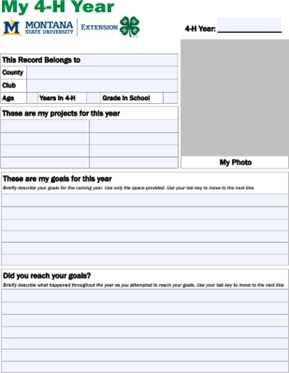 My 4-H Year
MONTANA
STATE UNIVERSITY
EXTENSION
4-H Year:
This Record Belongs to
County
Club
Age Years In 4-H Grade In School
These are my projects for this year
My Photo
These are my goals for this year
Briefly describe your goals for the coming year. Use only the space provided. Use your tab key to move to the next line.
Did you reach your goals?
Briefly describe what happened throughout the year as you attempted to reach your goals. Use your tab key to move to the next line.